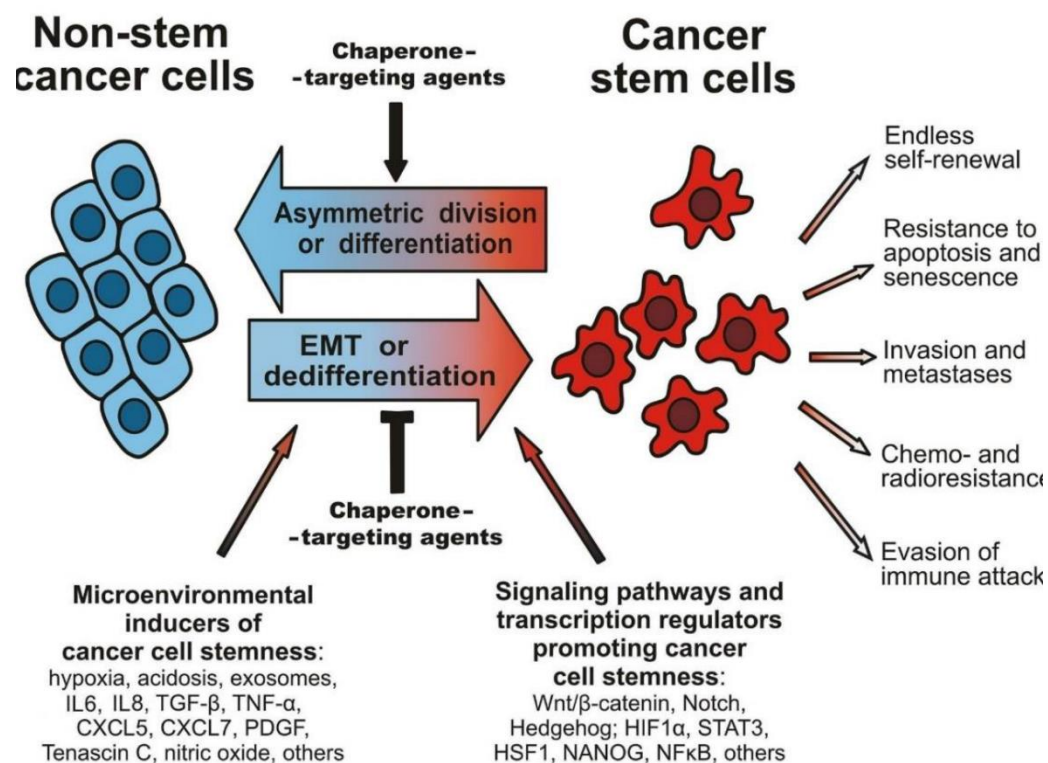 Non-stem
cancer cells
Chaperone-
-targeting agents
Cancer
stem cells
Asymmetric division
or differentiation
EMT or
dedifferentiation
Chaperone-
-targeting agents
Endless
self-renewal
Resistance to
apoptosis and
senescence
Invasion and
metastases
Chemo- and
radioresistance
Evasion of
immune attack
Microenvironmental
inducers of
cancer cell stemness:
hypoxia, acidosis, exosomes,
IL6, IL8, TGF-β, TNF-α,
CXCL5, CXCL7, PDGF,
Tenascin C, nitric oxide, others
Signaling pathways and
transcription regulators
promoting cancer
cell stemness:
Wnt/β-catenin, Notch,
Hedgehog; HIF1α, STAT3,
HSF1, NANOG, NFκB, others